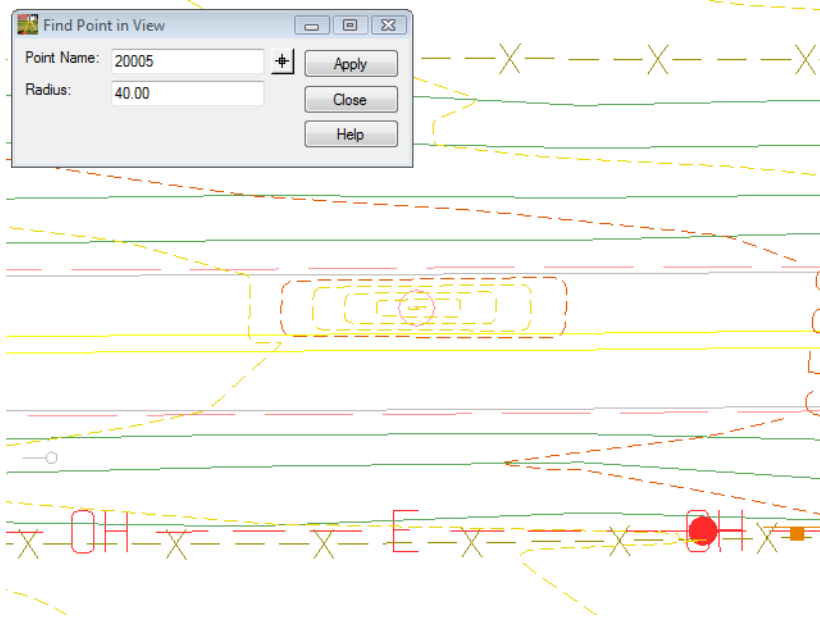 Find Point in View
Point Name: 20005
Apply
Radius: 40.00
Close
Help
X X X
OH E OH
X X X X X X